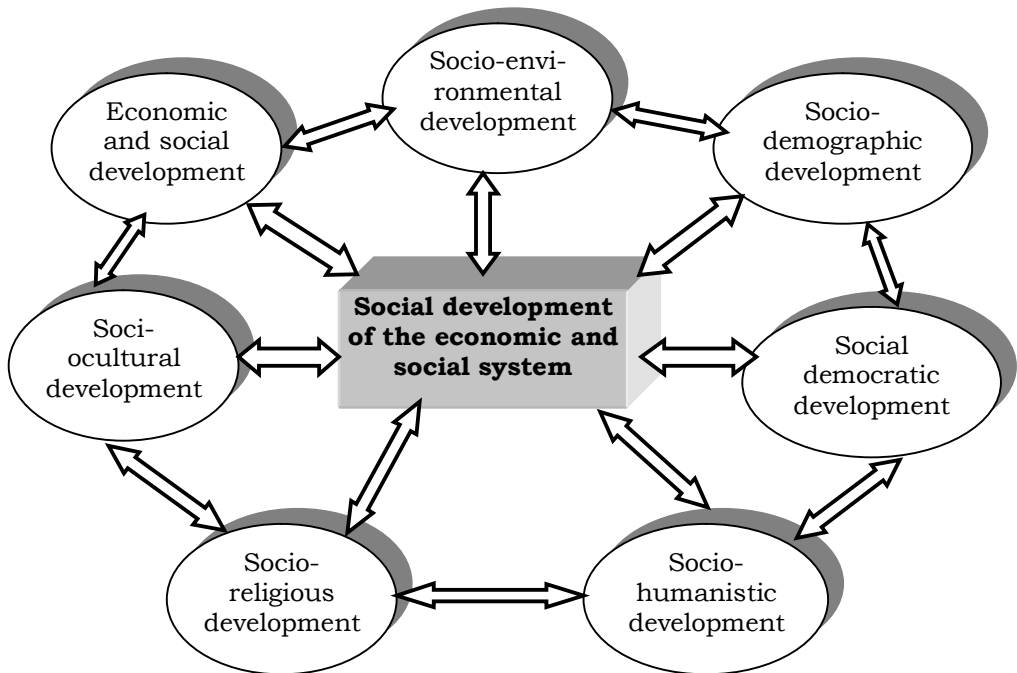 Socio-envi-
ronmental
development
Economic
and social
development
Socio-
demographic
development
Social development
of the economic and
social system
Soci-
ocultural
development
Social
democratic
development
Socio-
religious
development
Socio-
humanistic
development